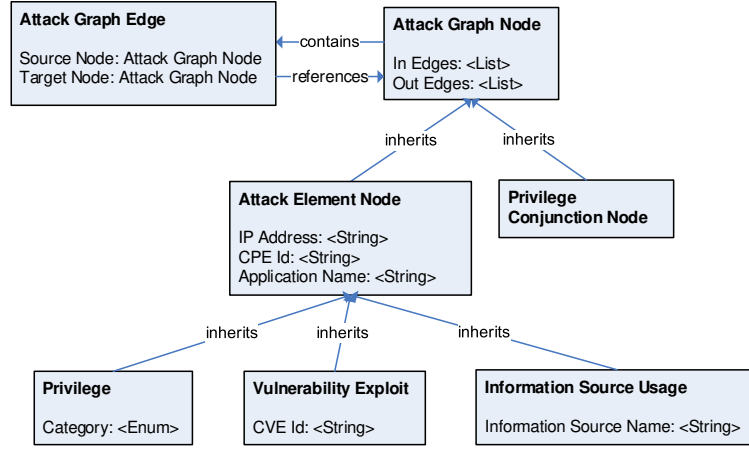 Attack Graph Edge
Source Node: Attack Graph Node
Target Node: Attack Graph Node
contains
references
Attack Graph Node
In Edges: <List>
Out Edges: <List>
inherits
inherits
Attack Element Node
IP Address: <String>
CPE Id: <String>
Application Name: <String>
Privilege
Conjunction Node
inherits
inherits
inherits
Privilege
Category: <Enum>
Vulnerability Exploit
CVE Id: <String>
Information Source Usage
Information Source Name: <String>